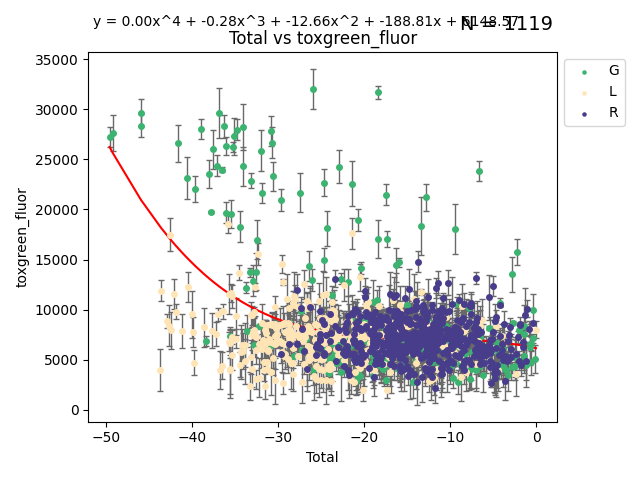 y = 0.00x^4 + -0.28x^3 + -12.66x^2 + -188.81x + 6148.57
N = 1119
Total vs toxgreen_fluor
35000
30000
25000
20000
15000
10000
5000
0
toxgreen_fluor
−50
−40
−30
−20
−10
0
Total
G
L
R